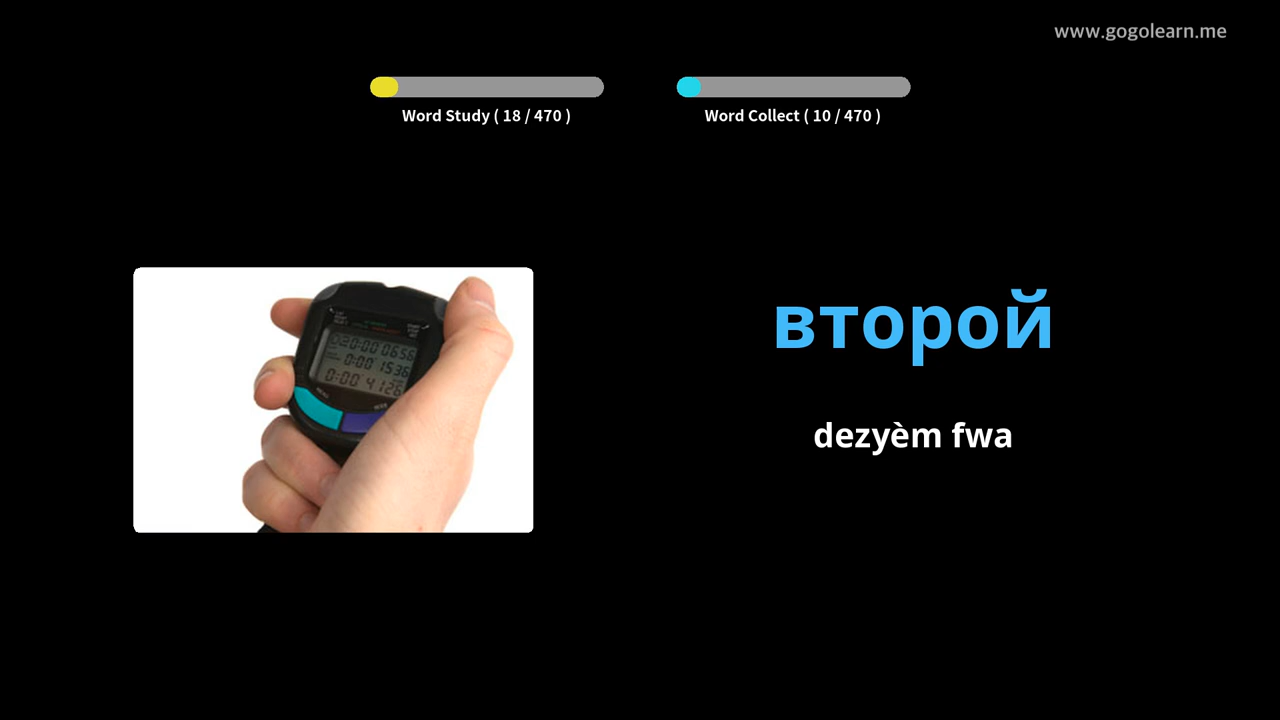 www.gogolearn.me
Word Study ( 18 / 470 )
Word Collect ( 10 / 470 )
второй
dezyèm fwa